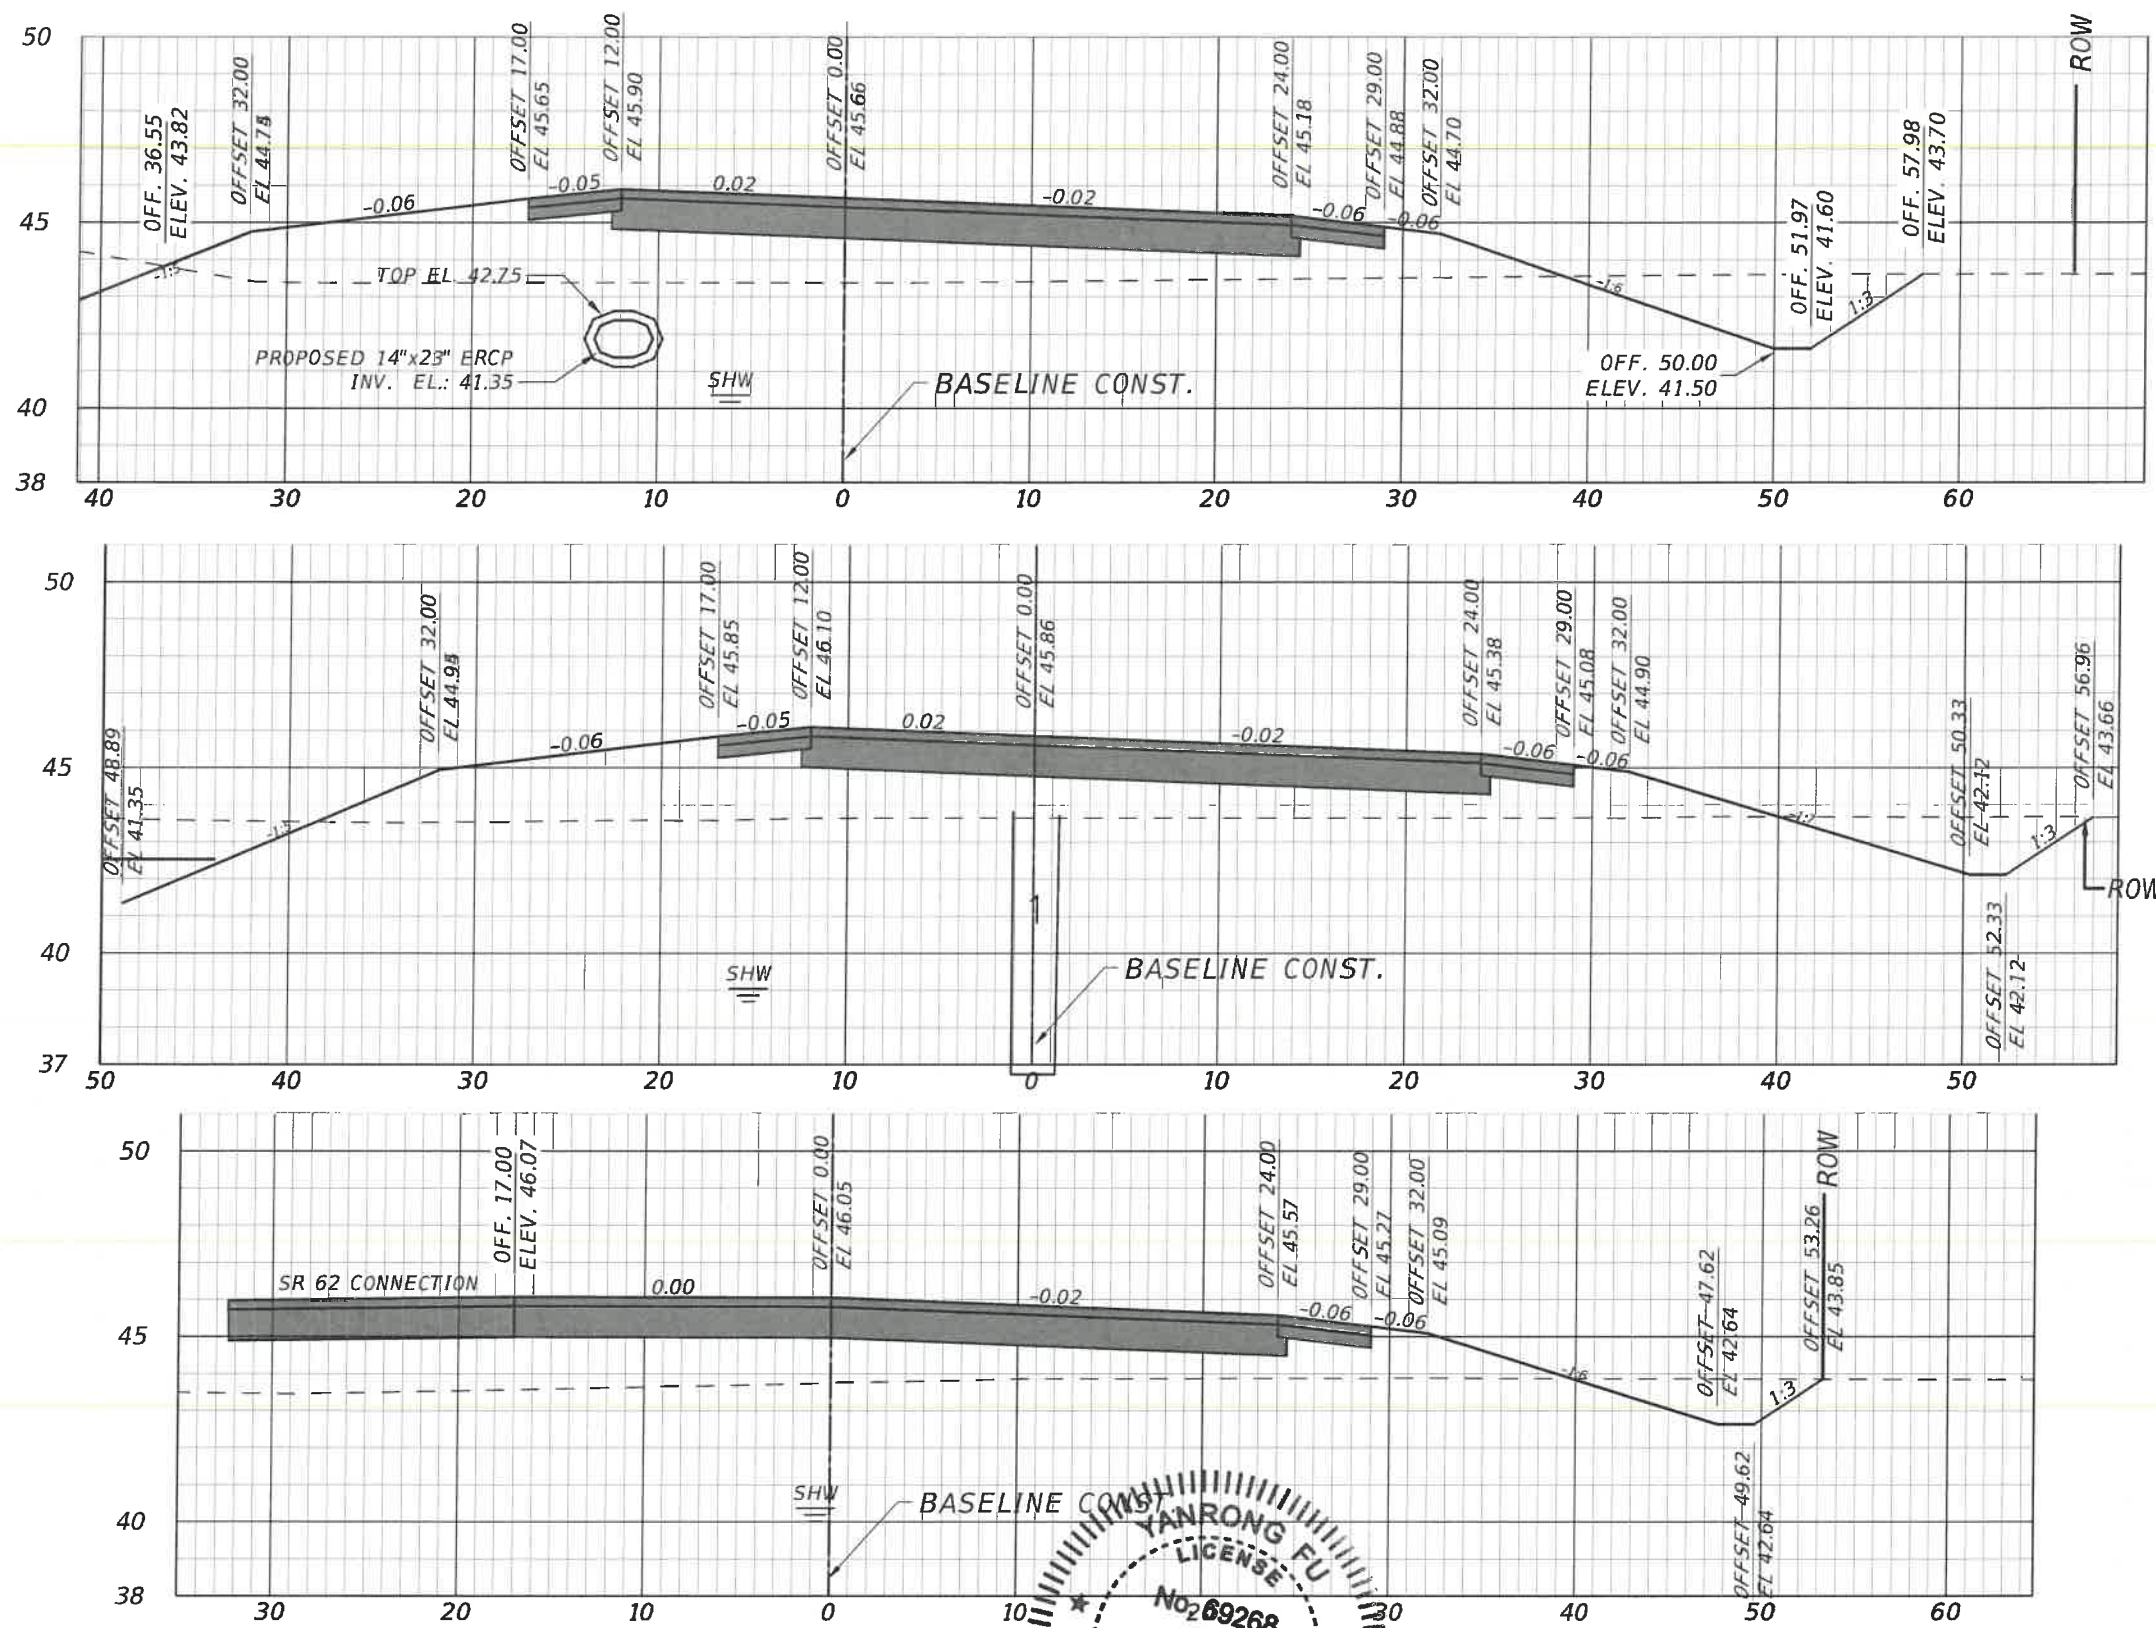 50
45
40
38
OFF. 36.55
ELEV. 43.82
OFFSET 32.00
OFFSET 17.00
EL 45.65
OFFSET 12.00
EL 45.90
OFFSET 0.00
EL 45.66
OFFSET 24.00
EL 45.18
OFFSET 29.00
EL 44.88
OFFSET 32.00
EL 44.70
OFF. 51.97
ELEV. 41.60
OFF. 57.98
ELEV. 43.70
ROW
-0.06
-0.05
0.02
-0.02
-0.06
-0.06
-1:6
1:3
TOP EL. 42.75
PROPOSED 14"x23" ERCP
INV. EL.: 41.35
SHW
BASELINE CONST.
OFF. 50.00
ELEV. 41.50
40 30 20 10 0 10 20 30 40 50 60
50
45
40
37
OFFSET 48.89
EL 41.35
OFFSET 32.00
OFFSET 17.00
EL 45.85
OFFSET 12.00
EL 46.10
OFFSET 0.00
EL 45.86
OFFSET 24.00
EL 45.38
OFFSET 29.00
EL 45.08
OFFSET 32.00
EL 44.90
OFFSET 50.33
EL 42.12
OFFSET 56.96
EL 43.66
-0.06
-0.05
0.02
-0.02
-0.06
-0.06
1:3
ROW
1
SHW
BASELINE CONST.
OFFSET 52.33
EL 42.12
50 40 30 20 10 0 10 20 30 40 50
50
45
40
38
OFF. 17.00
ELEV. 46.07
OFFSET 0.00
EL 46.05
OFFSET 24.00
EL 45.57
OFFSET 29.00
EL 45.27
OFFSET 32.00
EL 45.09
OFFSET 47.62
EL 42.64
OFFSET 53.26
EL 43.85
ROW
SR 62 CONNECTION
0.00
-0.02
-0.06
-0.06
-1:6
1:3
SHW
BASELINE CONST.
OFFSET 49.62
EL 42.64
YANRONG FU
LICENSE
No. 69268
30 20 10 0 10 30 40 50 60